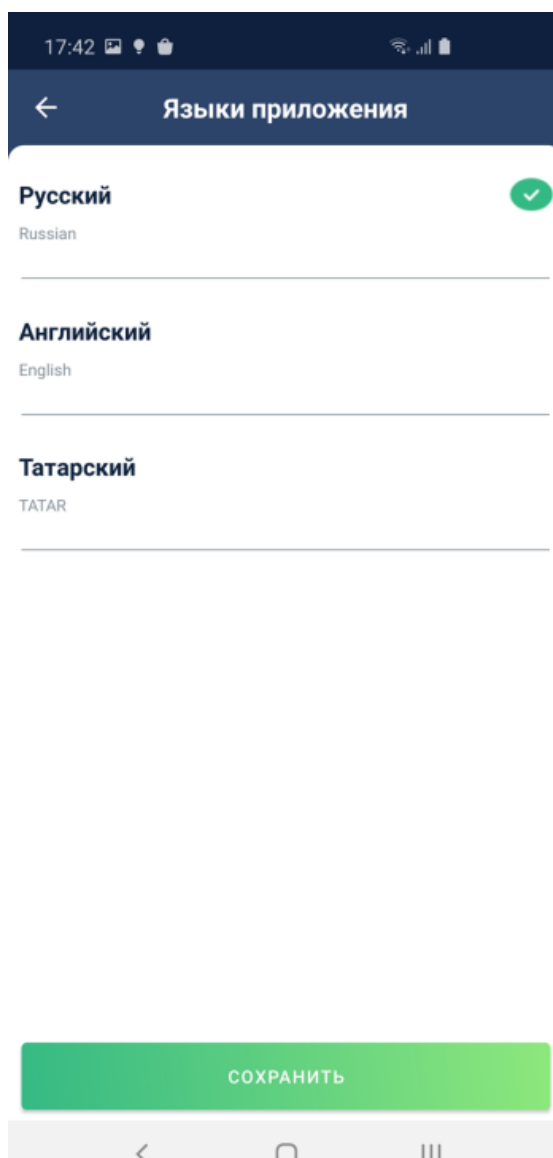 17:42
Языки приложения
Русский
Russian
Английский
English
Татарский
TATAR
СОХРАНИТЬ